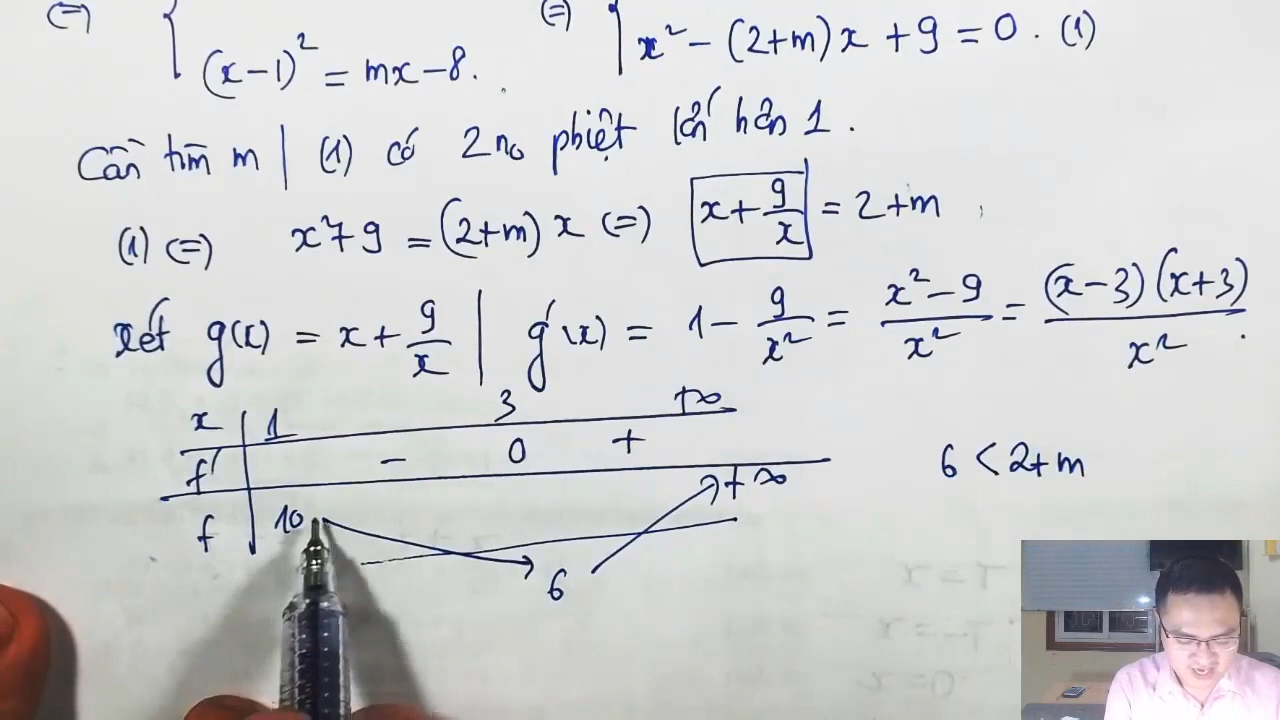 (=) { (x-1)² = mx-8. (=) { x² - (2+m)x + 9 = 0. (1)
Cần tìm m | (1) có 2 no pbiệt lớn hơn 1.
(1) (=) x²+9 = (2+m)x (=) x + 9/x = 2+m
xét g(x) = x + 9/x | g'(x) = 1 - 9/x² = x²-9/x² = (x-3)(x+3)/x².
x | 1 3 +∞
f' | - 0 + 6 < 2+m
f | 10 6 +∞